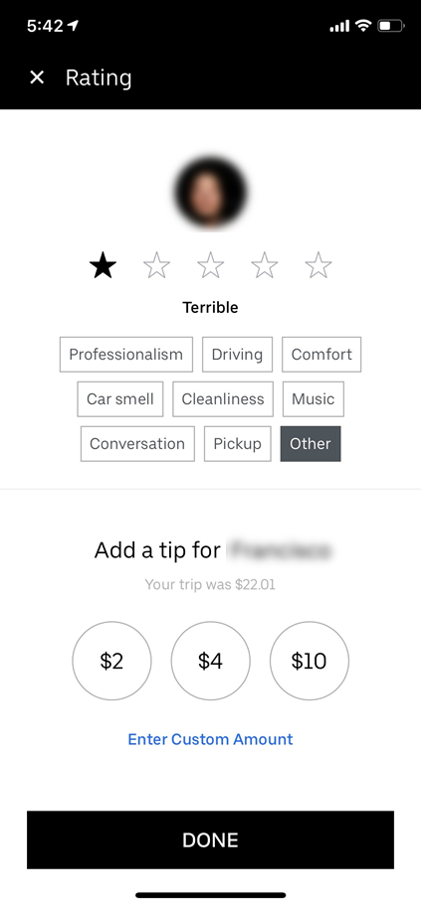 5:42
× Rating
Terrible
Professionalism Driving Comfort
Car smell Cleanliness Music
Conversation Pickup Other
Add a tip for
Your trip was $22.01
$2 $4 $10
Enter Custom Amount
DONE